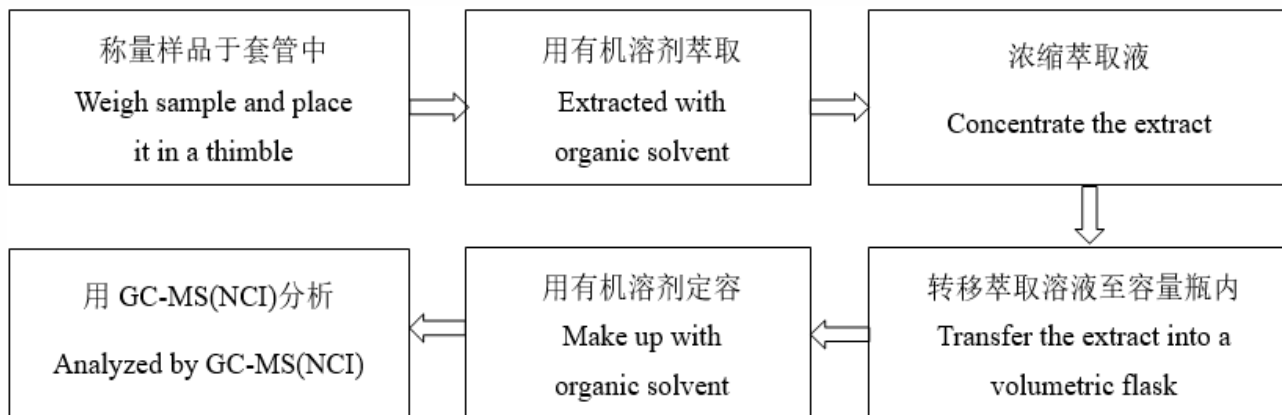 称量样品于套管中
Weigh sample and place
it in a thimble
用有机溶剂萃取
Extracted with
organic solvent
浓缩萃取液
Concentrate the extract
转移萃取溶液至容量瓶内
Transfer the extract into a
volumetric flask
用有机溶剂定容
Make up with
organic solvent
用 GC-MS(NCI)分析
Analyzed by GC-MS(NCI)